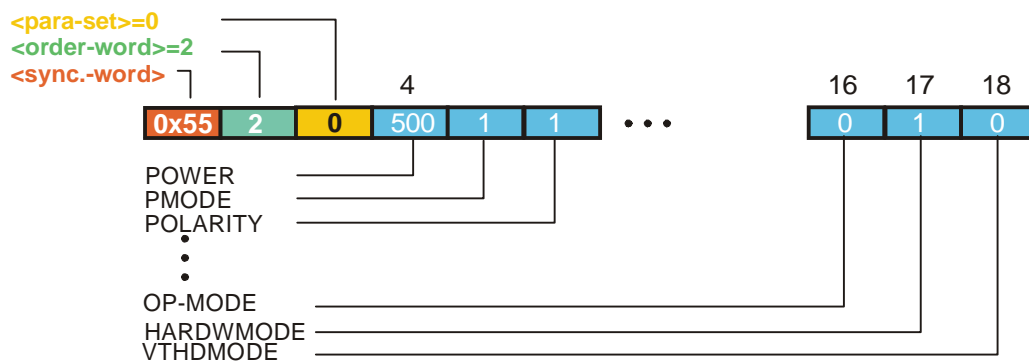 <para-set>=0
<order-word>=2
<sync.-word>
4 16 17 18
0x55 2 0 500 1 1 ••• 0 1 0
POWER
PMODE
POLARITY
OP-MODE
HARDWMODE
VTHDMODE